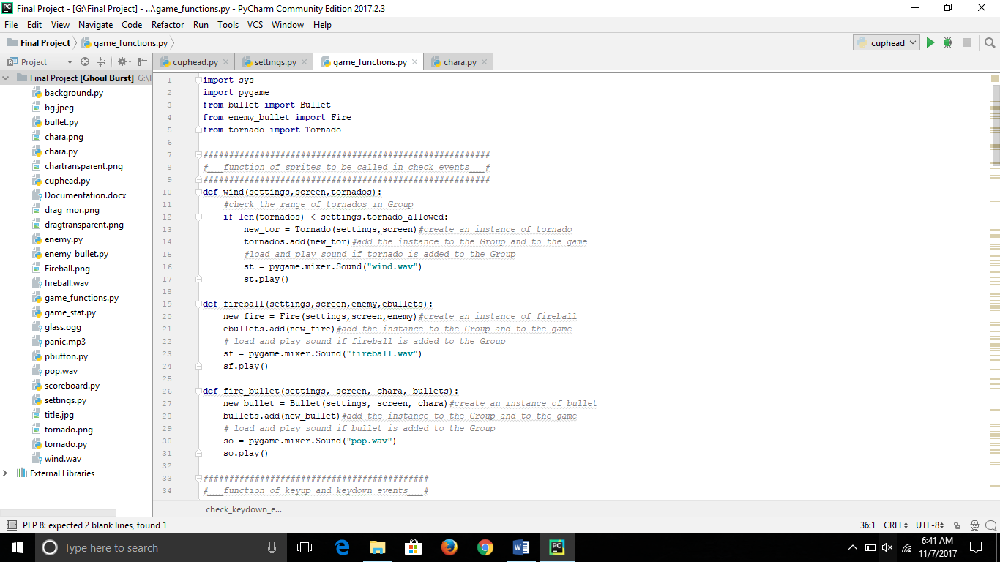 Final Project - [G:\Final Project] - ...\game_functions.py - PyCharm Community Edition 2017.2.3
File Edit View Navigate Code Refactor Run Tools VCS Window Help
Final Project game_functions.py cuphead
Project cuphead.py settings.py game_functions.py chara.py
Final Project [Ghoul Burst] G:\F
background.py
bg.jpeg
bullet.py
chara.png
chara.py
chartransparent.png
cuphead.py
Documentation.docx
drag_mor.png
dragtransparent.png
enemy.py
enemy_bullet.py
Fireball.png
fireball.wav
game_functions.py
game_stat.py
glass.ogg
panic.mp3
pbutton.py
pop.wav
scoreboard.py
settings.py
title.jpg
tornado.png
tornado.py
wind.wav
External Libraries
1 import sys
2 import pygame
3 from bullet import Bullet
4 from enemy_bullet import Fire
5 from tornado import Tornado
6
7 ########################################################
8 #___function of sprites to be called in check events___#
9 ########################################################
10 def wind(settings,screen,tornados):
11 #check the range of tornados in Group
12 if len(tornados) < settings.tornado_allowed:
13 new_tor = Tornado(settings,screen)#create an instance of tornado
14 tornados.add(new_tor)#add the instance to the Group and to the game
15 #load and play sound if tornado is added to the Group
16 st = pygame.mixer.Sound("wind.wav")
17 st.play()
18
19 def fireball(settings,screen,enemy,ebullets):
20 new_fire = Fire(settings,screen,enemy)#create an instance of fireball
21 ebullets.add(new_fire)#add the instance to the Group and to the game
22 # load and play sound if fireball is added to the Group
23 sf = pygame.mixer.Sound("fireball.wav")
24 sf.play()
25
26 def fire_bullet(settings, screen, chara, bullets):
27 new_bullet = Bullet(settings, screen, chara)#create an instance of bullet
28 bullets.add(new_bullet)#add the instance to the Group and to the game
29 # load and play sound if bullet is added to the Group
30 so = pygame.mixer.Sound("pop.wav")
31 so.play()
32
33 ############################################
34 #___function of keyup and keydown events___#
check_keydown_e...
PEP 8: expected 2 blank lines, found 1 36:1 CRLF UTF-8
Type here to search
6:41 AM
11/7/2017